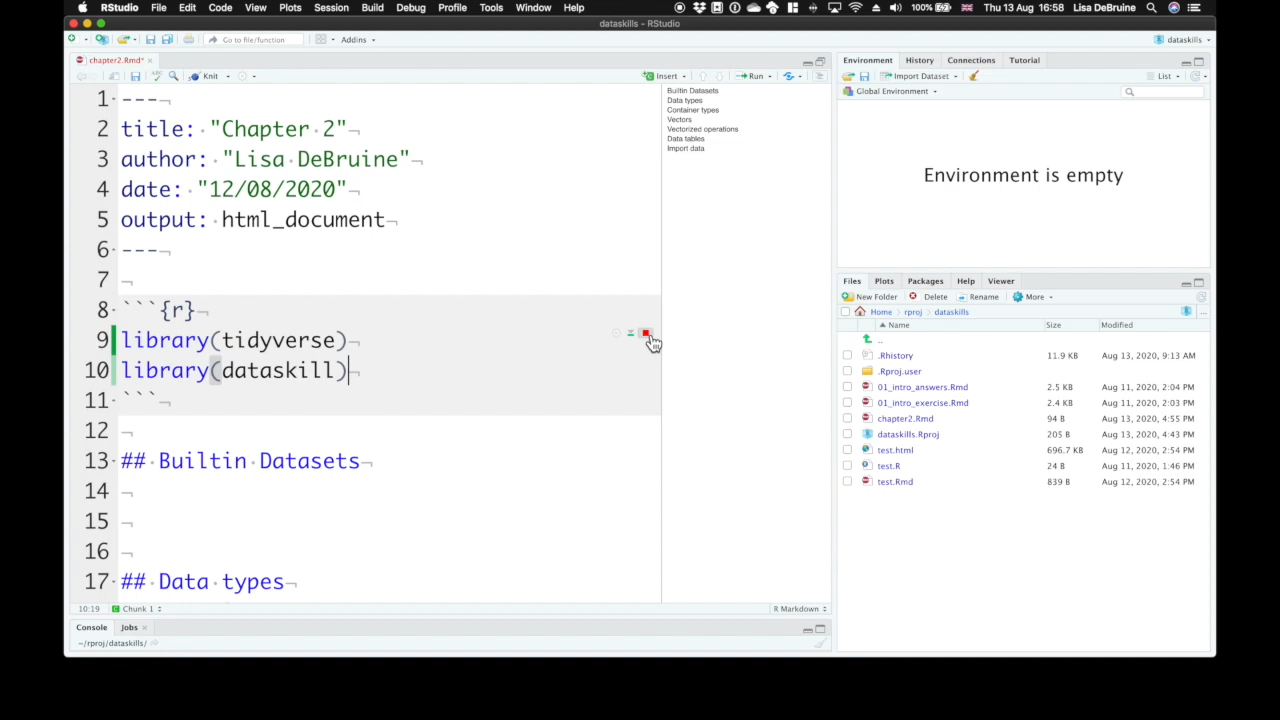 RStudio File Edit Code View Plots Session Build Debug Profile Tools Window Help 100% Thu 13 Aug 16:58 Lisa DeBruine
dataskills - RStudio
Go to file/function Addins dataskills
chapter2.Rmd*
Knit Insert Run
1 ---
2 title: "Chapter 2"
3 author: "Lisa DeBruine"
4 date: "12/08/2020"
5 output: html_document
6 ---
7
8 ```{r}
9 library(tidyverse)
10 library(dataskill)
11 ```
12
13 ## Builtin Datasets
14
15
16
17 ## Data types
10:19 Chunk 1 R Markdown
Builtin Datasets
Data types
Container types
Vectors
Vectorized operations
Data tables
Import data
Console Jobs
~/rproj/dataskills/
Environment History Connections Tutorial
Import Dataset List
Global Environment
Environment is empty
Files Plots Packages Help Viewer
New Folder Delete Rename More
Home rproj dataskills ...
Name Size Modified
..
.Rhistory 11.9 KB Aug 13, 2020, 9:13 AM
.Rproj.user
01_intro_answers.Rmd 2.5 KB Aug 11, 2020, 2:04 PM
01_intro_exercise.Rmd 2.4 KB Aug 11, 2020, 2:03 PM
chapter2.Rmd 94 B Aug 13, 2020, 4:55 PM
dataskills.Rproj 205 B Aug 13, 2020, 4:43 PM
test.html 696.7 KB Aug 12, 2020, 2:54 PM
test.R 24 B Aug 11, 2020, 1:46 PM
test.Rmd 839 B Aug 12, 2020, 2:54 PM